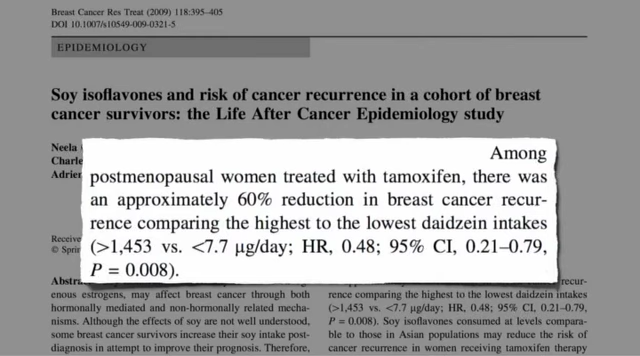 Breast Cancer Res Treat (2009) 118:395–405
DOI 10.1007/s10549-009-0321-5
EPIDEMIOLOGY
Soy isoflavones and risk of cancer recurrence in a cohort of breast
cancer survivors: the Life After Cancer Epidemiology study
Neela
Charle
Adrien
Among
postmenopausal women treated with tamoxifen, there was
an approximately 60% reduction in breast cancer recur-
rence comparing the highest to the lowest daidzein intakes
(>1,453 vs. <7.7 µg/day; HR, 0.48; 95% CI, 0.21–0.79,
P = 0.008).
Receive
© Sprin
Abstra
enous estrogens, may affect breast cancer through both
hormonally mediated and non-hormonally related mecha-
nisms. Although the effects of soy are not well understood,
some breast cancer survivors increase their soy intake post-
diagnosis in attempt to improve their prognosis. Therefore,
recur-
rence comparing the highest to the lowest daidzein intakes
(>1,453 vs. <7.7 µg/day; HR, 0.48; 95% CI, 0.21–0.79,
P = 0.008). Soy isoflavones consumed at levels compara-
ble to those in Asian populations may reduce the risk of
cancer recurrence in women receiving tamoxifen therapy